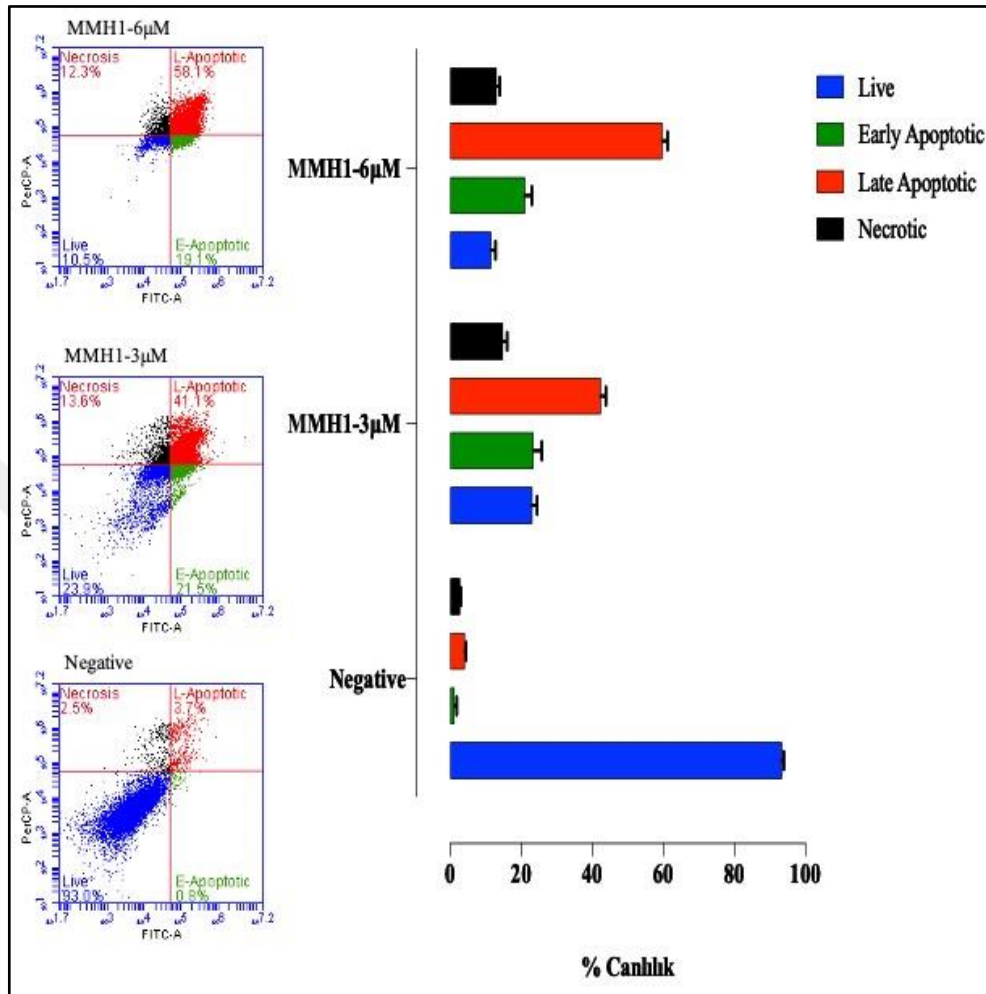 MMH1-6µM
Necrosis
12.3%
L-Apoptotic
58.1%
Live
10.5%
E-Apoptotic
19.1%
PerCP-A
FITC-A
MMH1-3µM
Necrosis
13.6%
L-Apoptotic
41.1%
Live
23.9%
E-Apoptotic
21.5%
PerCP-A
FITC-A
Negative
Necrosis
2.5%
L-Apoptotic
3.7%
Live
93.0%
E-Apoptotic
0.8%
PerCP-A
FITC-A
MMH1-6µM
MMH1-3µM
Negative
0 20 40 60 80 100
% Canlılık
Live
Early Apoptotic
Late Apoptotic
Necrotic